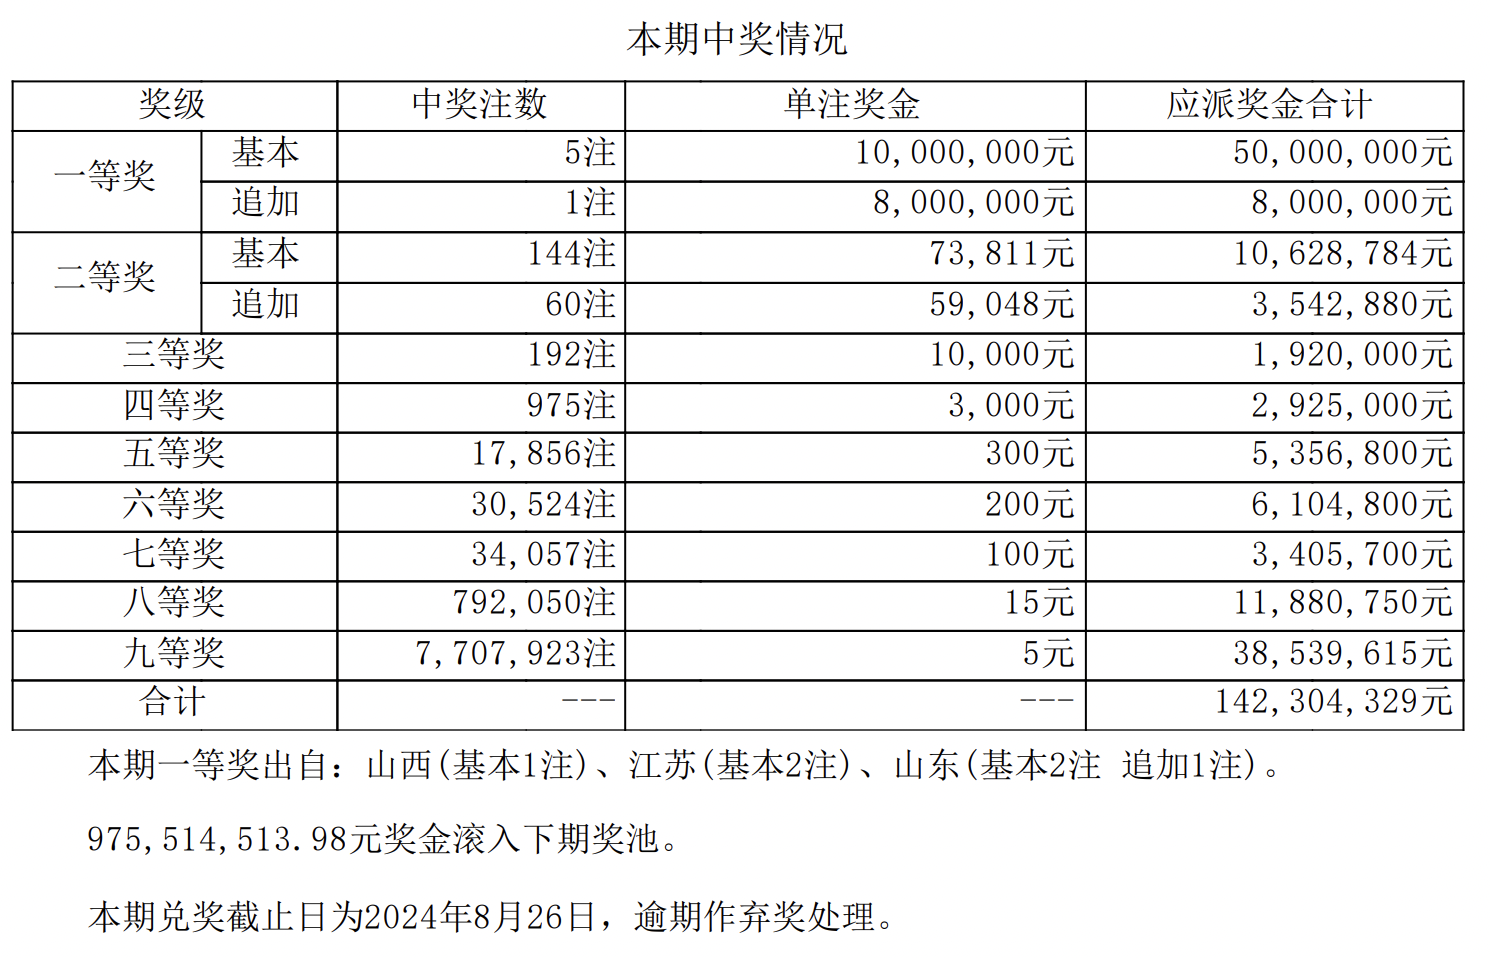 本期中奖情况
奖级 中奖注数 单注奖金 应派奖金合计
一等奖 基本 5注 10,000,000元 50,000,000元
追加 1注 8,000,000元 8,000,000元
二等奖 基本 144注 73,811元 10,628,784元
追加 60注 59,048元 3,542,880元
三等奖 192注 10,000元 1,920,000元
四等奖 975注 3,000元 2,925,000元
五等奖 17,856注 300元 5,356,800元
六等奖 30,524注 200元 6,104,800元
七等奖 34,057注 100元 3,405,700元
八等奖 792,050注 15元 11,880,750元
九等奖 7,707,923注 5元 38,539,615元
合计 --- --- 142,304,329元
本期一等奖出自：山西(基本1注)、江苏(基本2注)、山东(基本2注 追加1注)。
975,514,513.98元奖金滚入下期奖池。
本期兑奖截止日为2024年8月26日，逾期作弃奖处理。